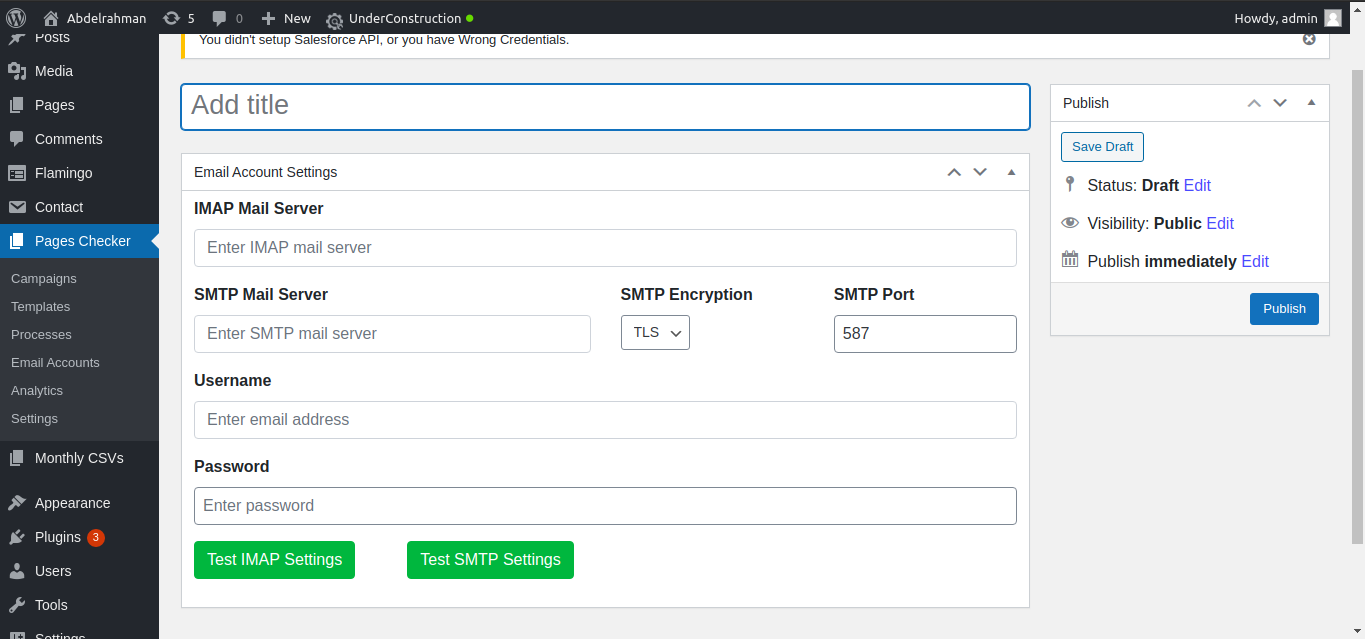 Abdelrahman 5 0 New UnderConstruction Howdy, admin
Posts
Media
Pages
Comments
Flamingo
Contact
Pages Checker
Campaigns
Templates
Processes
Email Accounts
Analytics
Settings
Monthly CSVs
Appearance
Plugins 3
Users
Tools
Settings
You didn't setup Salesforce API, or you have Wrong Credentials.
Add title
Email Account Settings
IMAP Mail Server
Enter IMAP mail server
SMTP Mail Server SMTP Encryption SMTP Port
Enter SMTP mail server TLS 587
Username
Enter email address
Password
Enter password
Test IMAP Settings Test SMTP Settings
Publish
Save Draft
Status: Draft Edit
Visibility: Public Edit
Publish immediately Edit
Publish